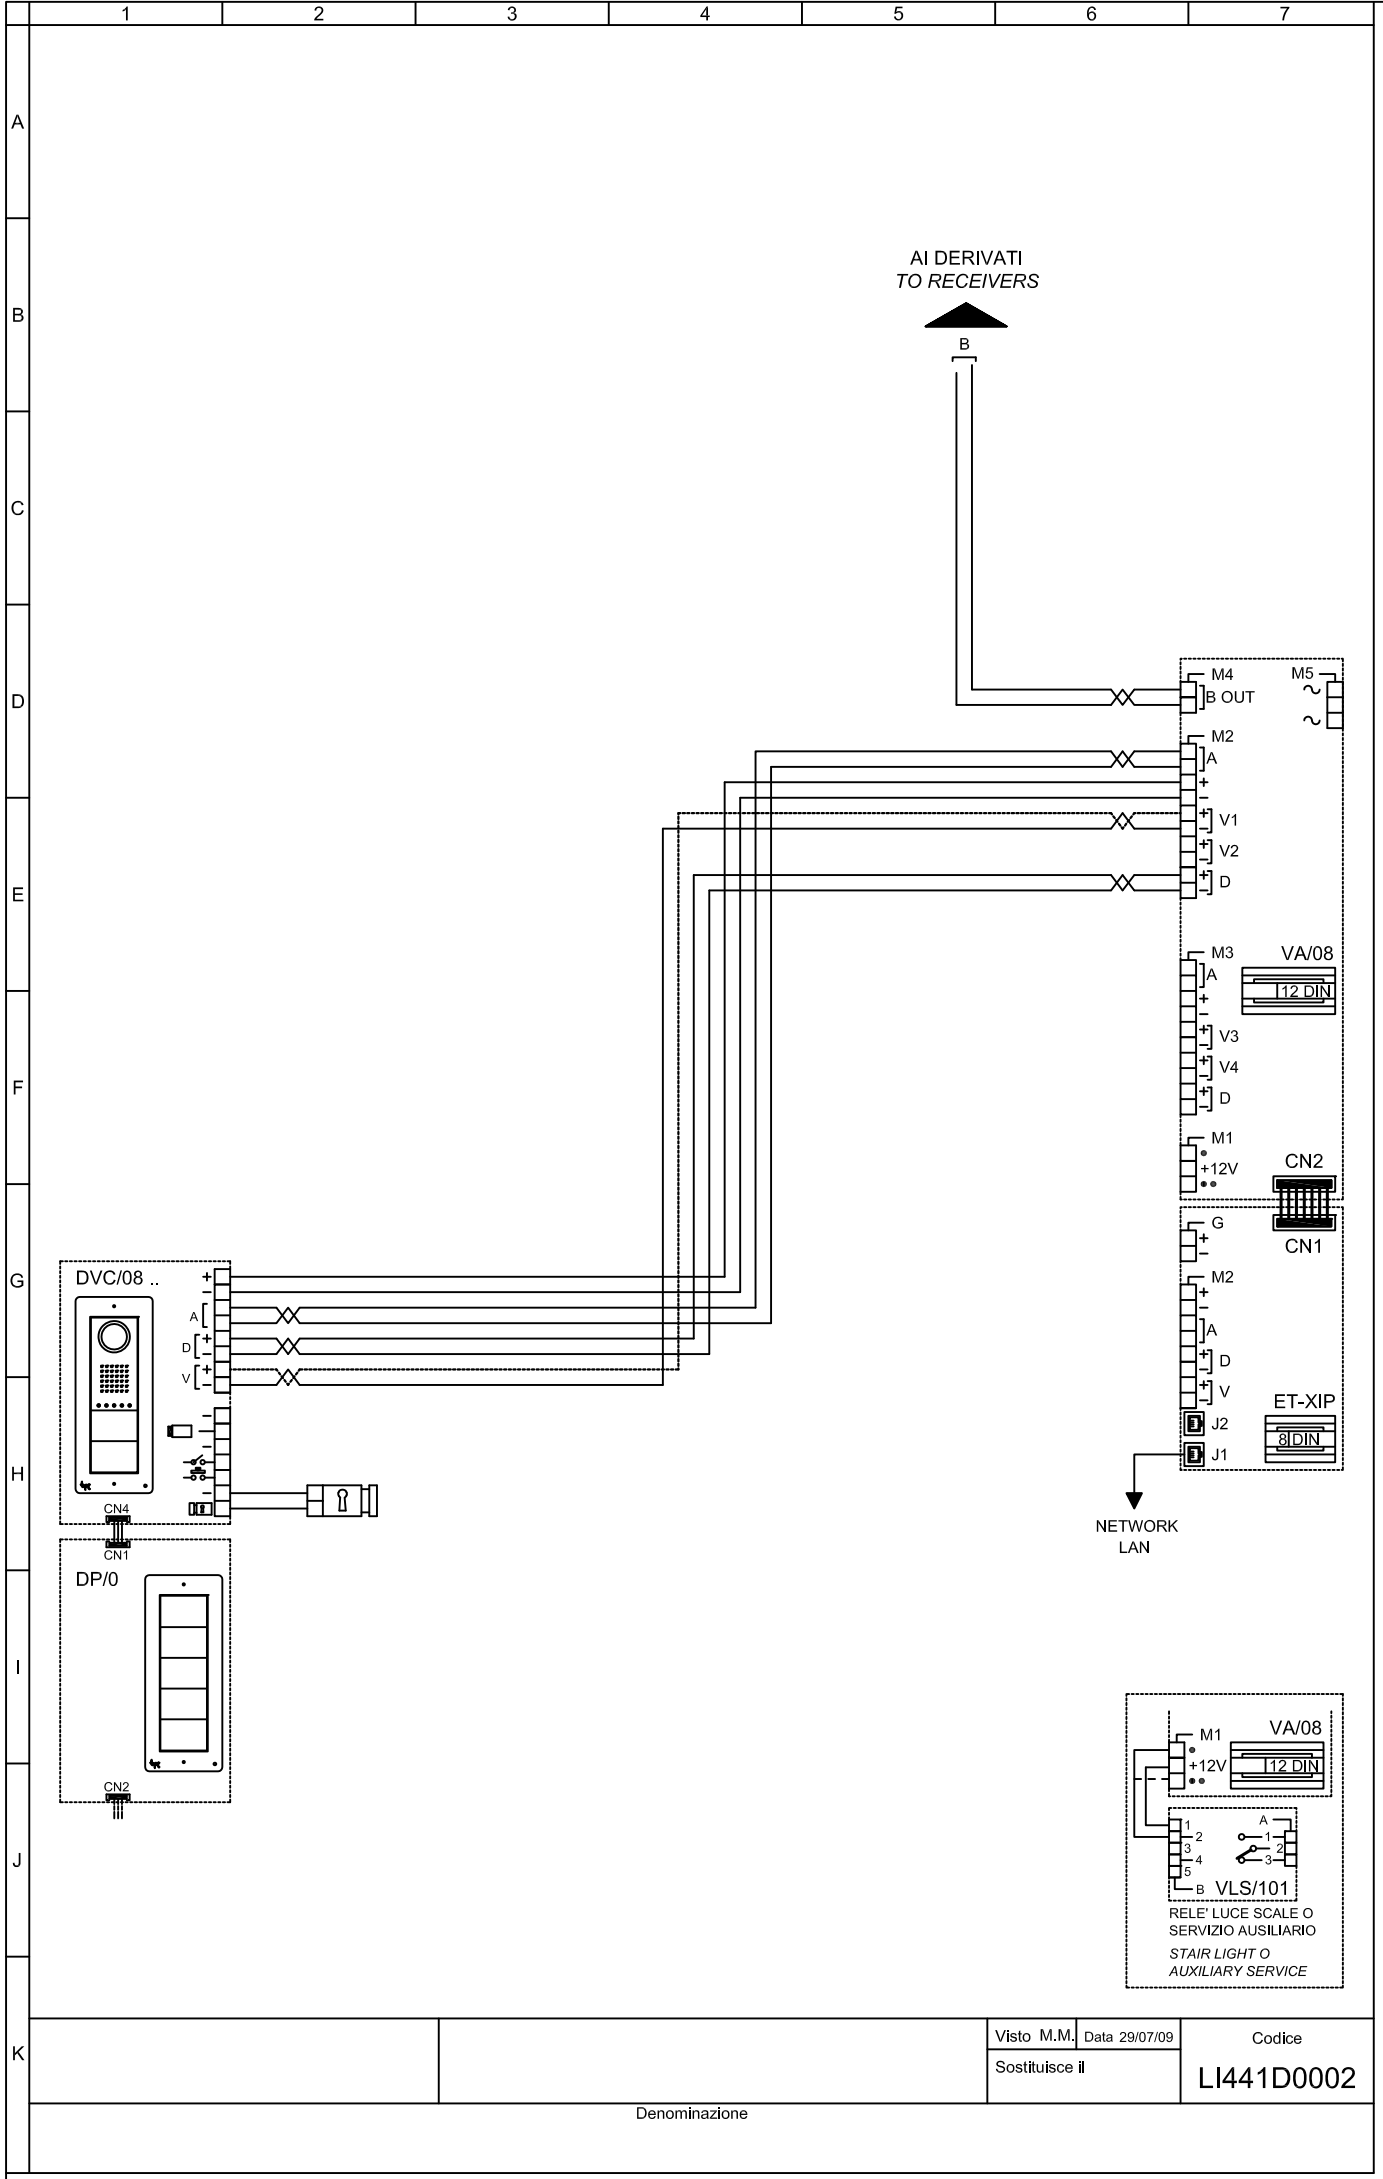 1 2 3 4 5 6 7
A
B
C
D
E
F
G
H
I
J
K
AI DERIVATI
TO RECEIVERS
B
M4
B OUT
M5
~
~
M2
A
+
−
+
− V1
+
− V2
+
− D
M3
A
+
−
+
− V3
+
− V4
+
− D
VA/08
12 DIN
M1
+12V
CN2
CN1
G
+
−
M2
+
−
A
+
− D
+
− V
J2
J1
ET-XIP
8 DIN
NETWORK
LAN
DVC/08 ..
+
−
A
D +
−
V +
−
−
−
−
CN4
CN1
DP/0
CN2
M1
+12V
VA/08
12 DIN
1
2
3
4
5
B
A
1
2
3
VLS/101
RELE' LUCE SCALE O
SERVIZIO AUSILIARIO
STAIR LIGHT O
AUXILIARY SERVICE
Visto M.M. Data 29/07/09
Sostituisce il
Codice
LI441D0002
Denominazione